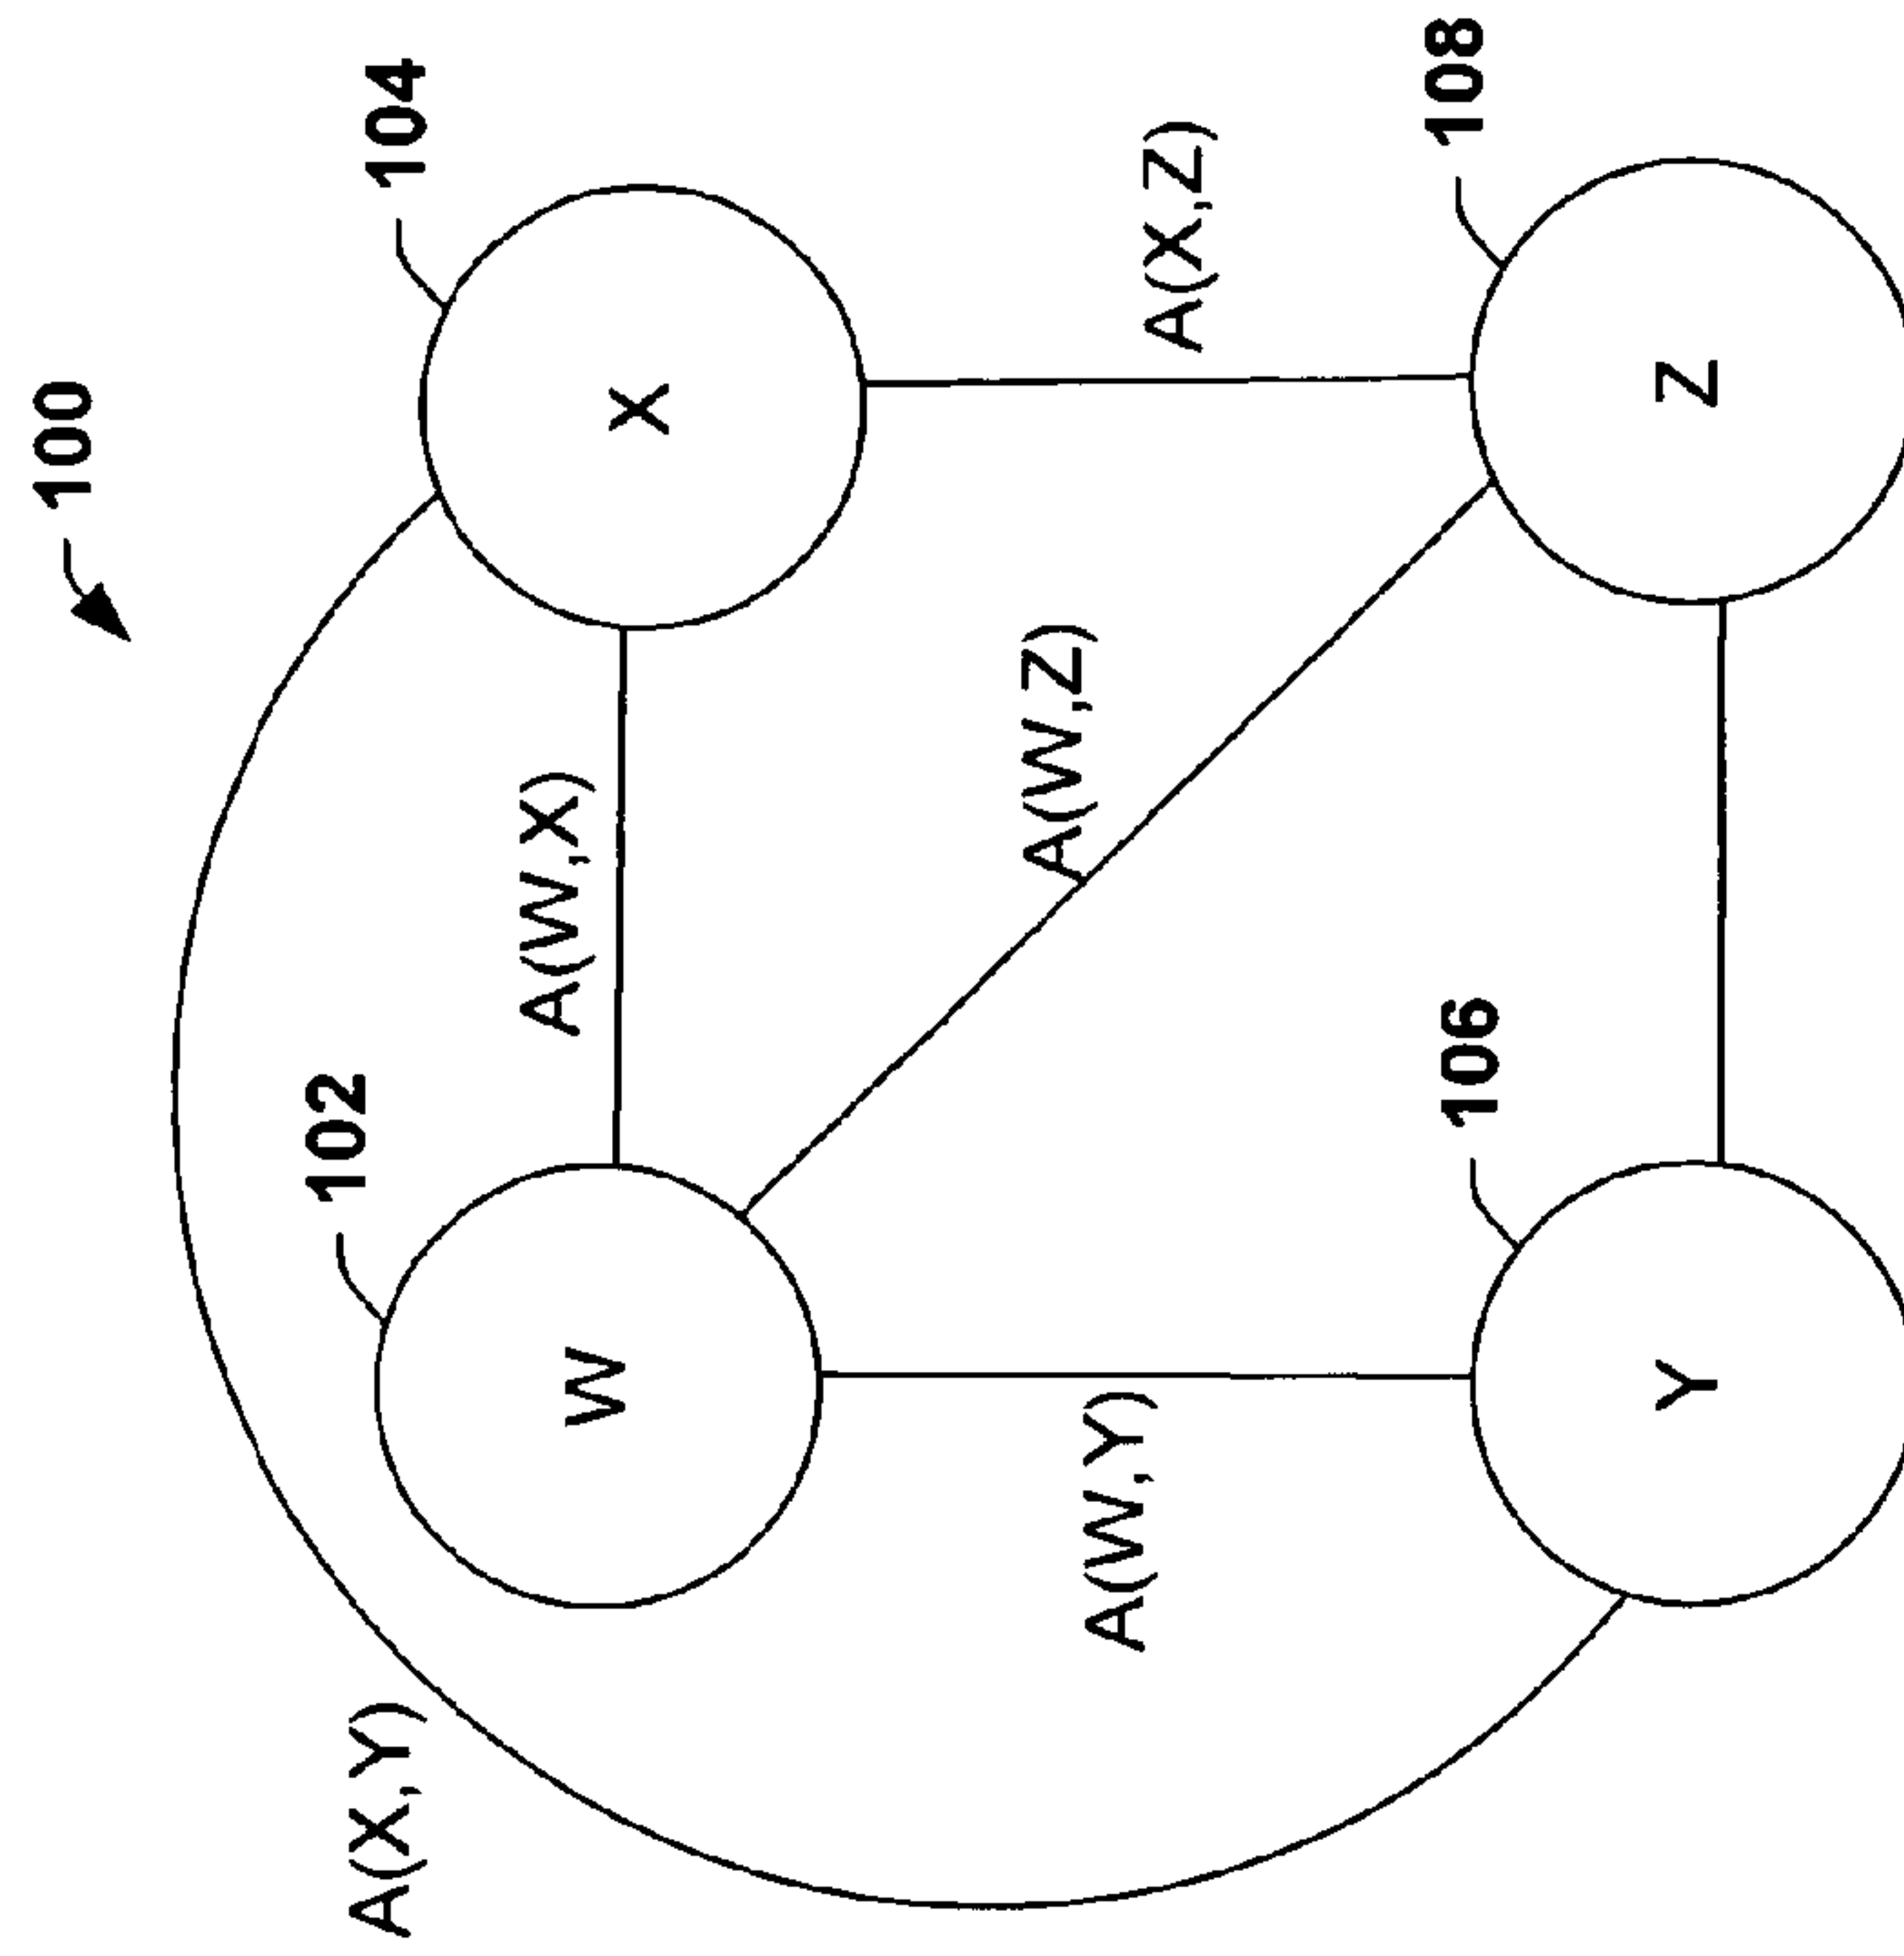 100
104
102
A(X,Y)
X
W
A(W,X)
A(W,Z)
A(W,Y)
A(X,Z)
108
106
Z
Y